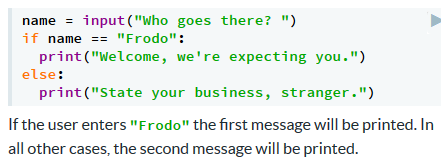 name = input("Who goes there? ")
if name == "Frodo":
  print("Welcome, we're expecting you.")
else:
  print("State your business, stranger.")
If the user enters "Frodo" the first message will be printed. In
all other cases, the second message will be printed.